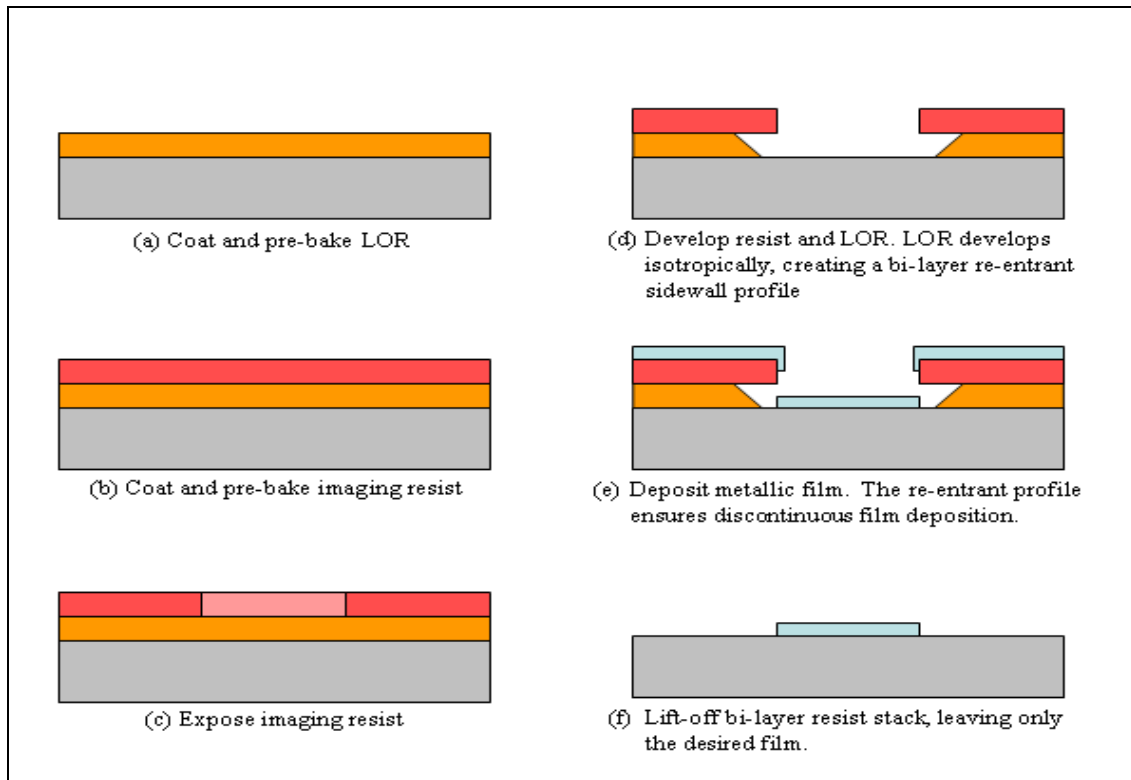 (a) Coat and pre-bake LOR
(b) Coat and pre-bake imaging resist
(c) Expose imaging resist
(d) Develop resist and LOR. LOR develops
isotropically, creating a bi-layer re-entrant
sidewall profile
(e) Deposit metallic film. The re-entrant profile
ensures discontinuous film deposition.
(f) Lift-off bi-layer resist stack, leaving only
the desired film.